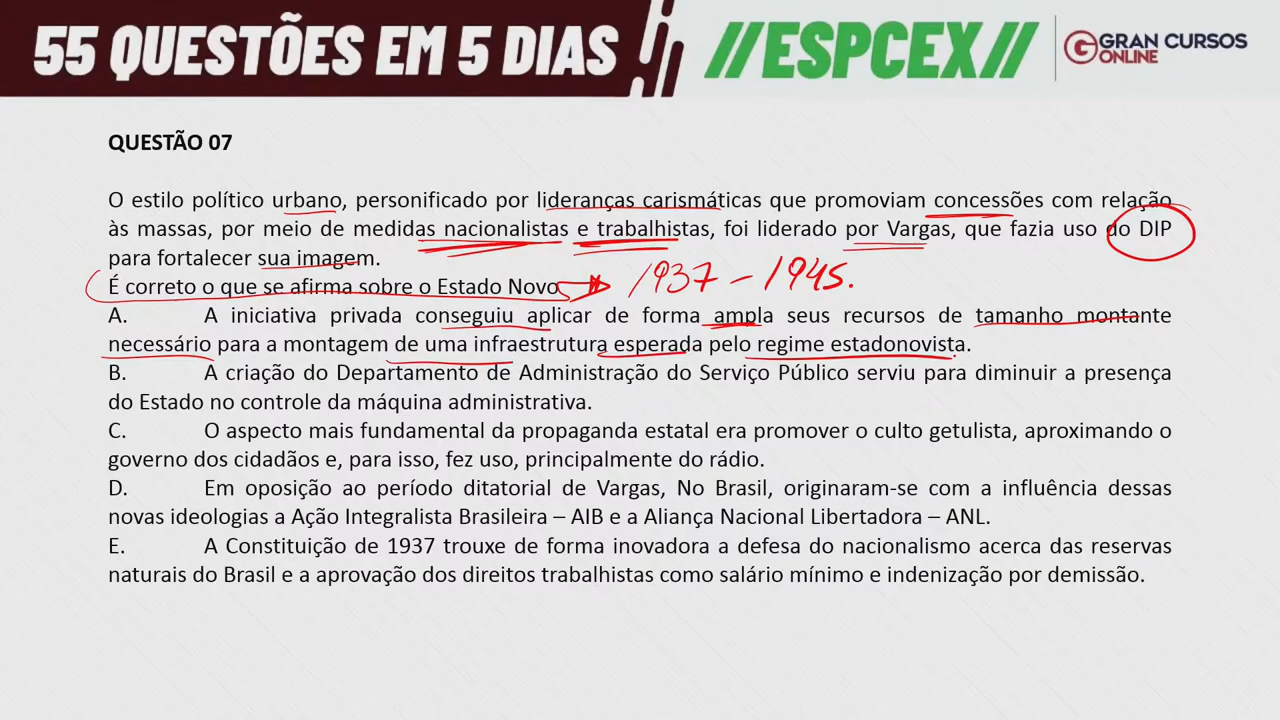 55 QUESTÕES EM 5 DIAS
//ESPCEX//
GRAN CURSOS
ONLINE
QUESTÃO 07
O estilo político urbano, personificado por lideranças carismáticas que promoviam concessões com relação
às massas, por meio de medidas nacionalistas e trabalhistas, foi liderado por Vargas, que fazia uso do DIP
para fortalecer sua imagem.
É correto o que se afirma sobre o Estado Novo
1937 - 1945.
A. A iniciativa privada conseguiu aplicar de forma ampla seus recursos de tamanho montante
necessário para a montagem de uma infraestrutura esperada pelo regime estadonovista.
B. A criação do Departamento de Administração do Serviço Público serviu para diminuir a presença
do Estado no controle da máquina administrativa.
C. O aspecto mais fundamental da propaganda estatal era promover o culto getulista, aproximando o
governo dos cidadãos e, para isso, fez uso, principalmente do rádio.
D. Em oposição ao período ditatorial de Vargas, No Brasil, originaram-se com a influência dessas
novas ideologias a Ação Integralista Brasileira – AIB e a Aliança Nacional Libertadora – ANL.
E. A Constituição de 1937 trouxe de forma inovadora a defesa do nacionalismo acerca das reservas
naturais do Brasil e a aprovação dos direitos trabalhistas como salário mínimo e indenização por demissão.